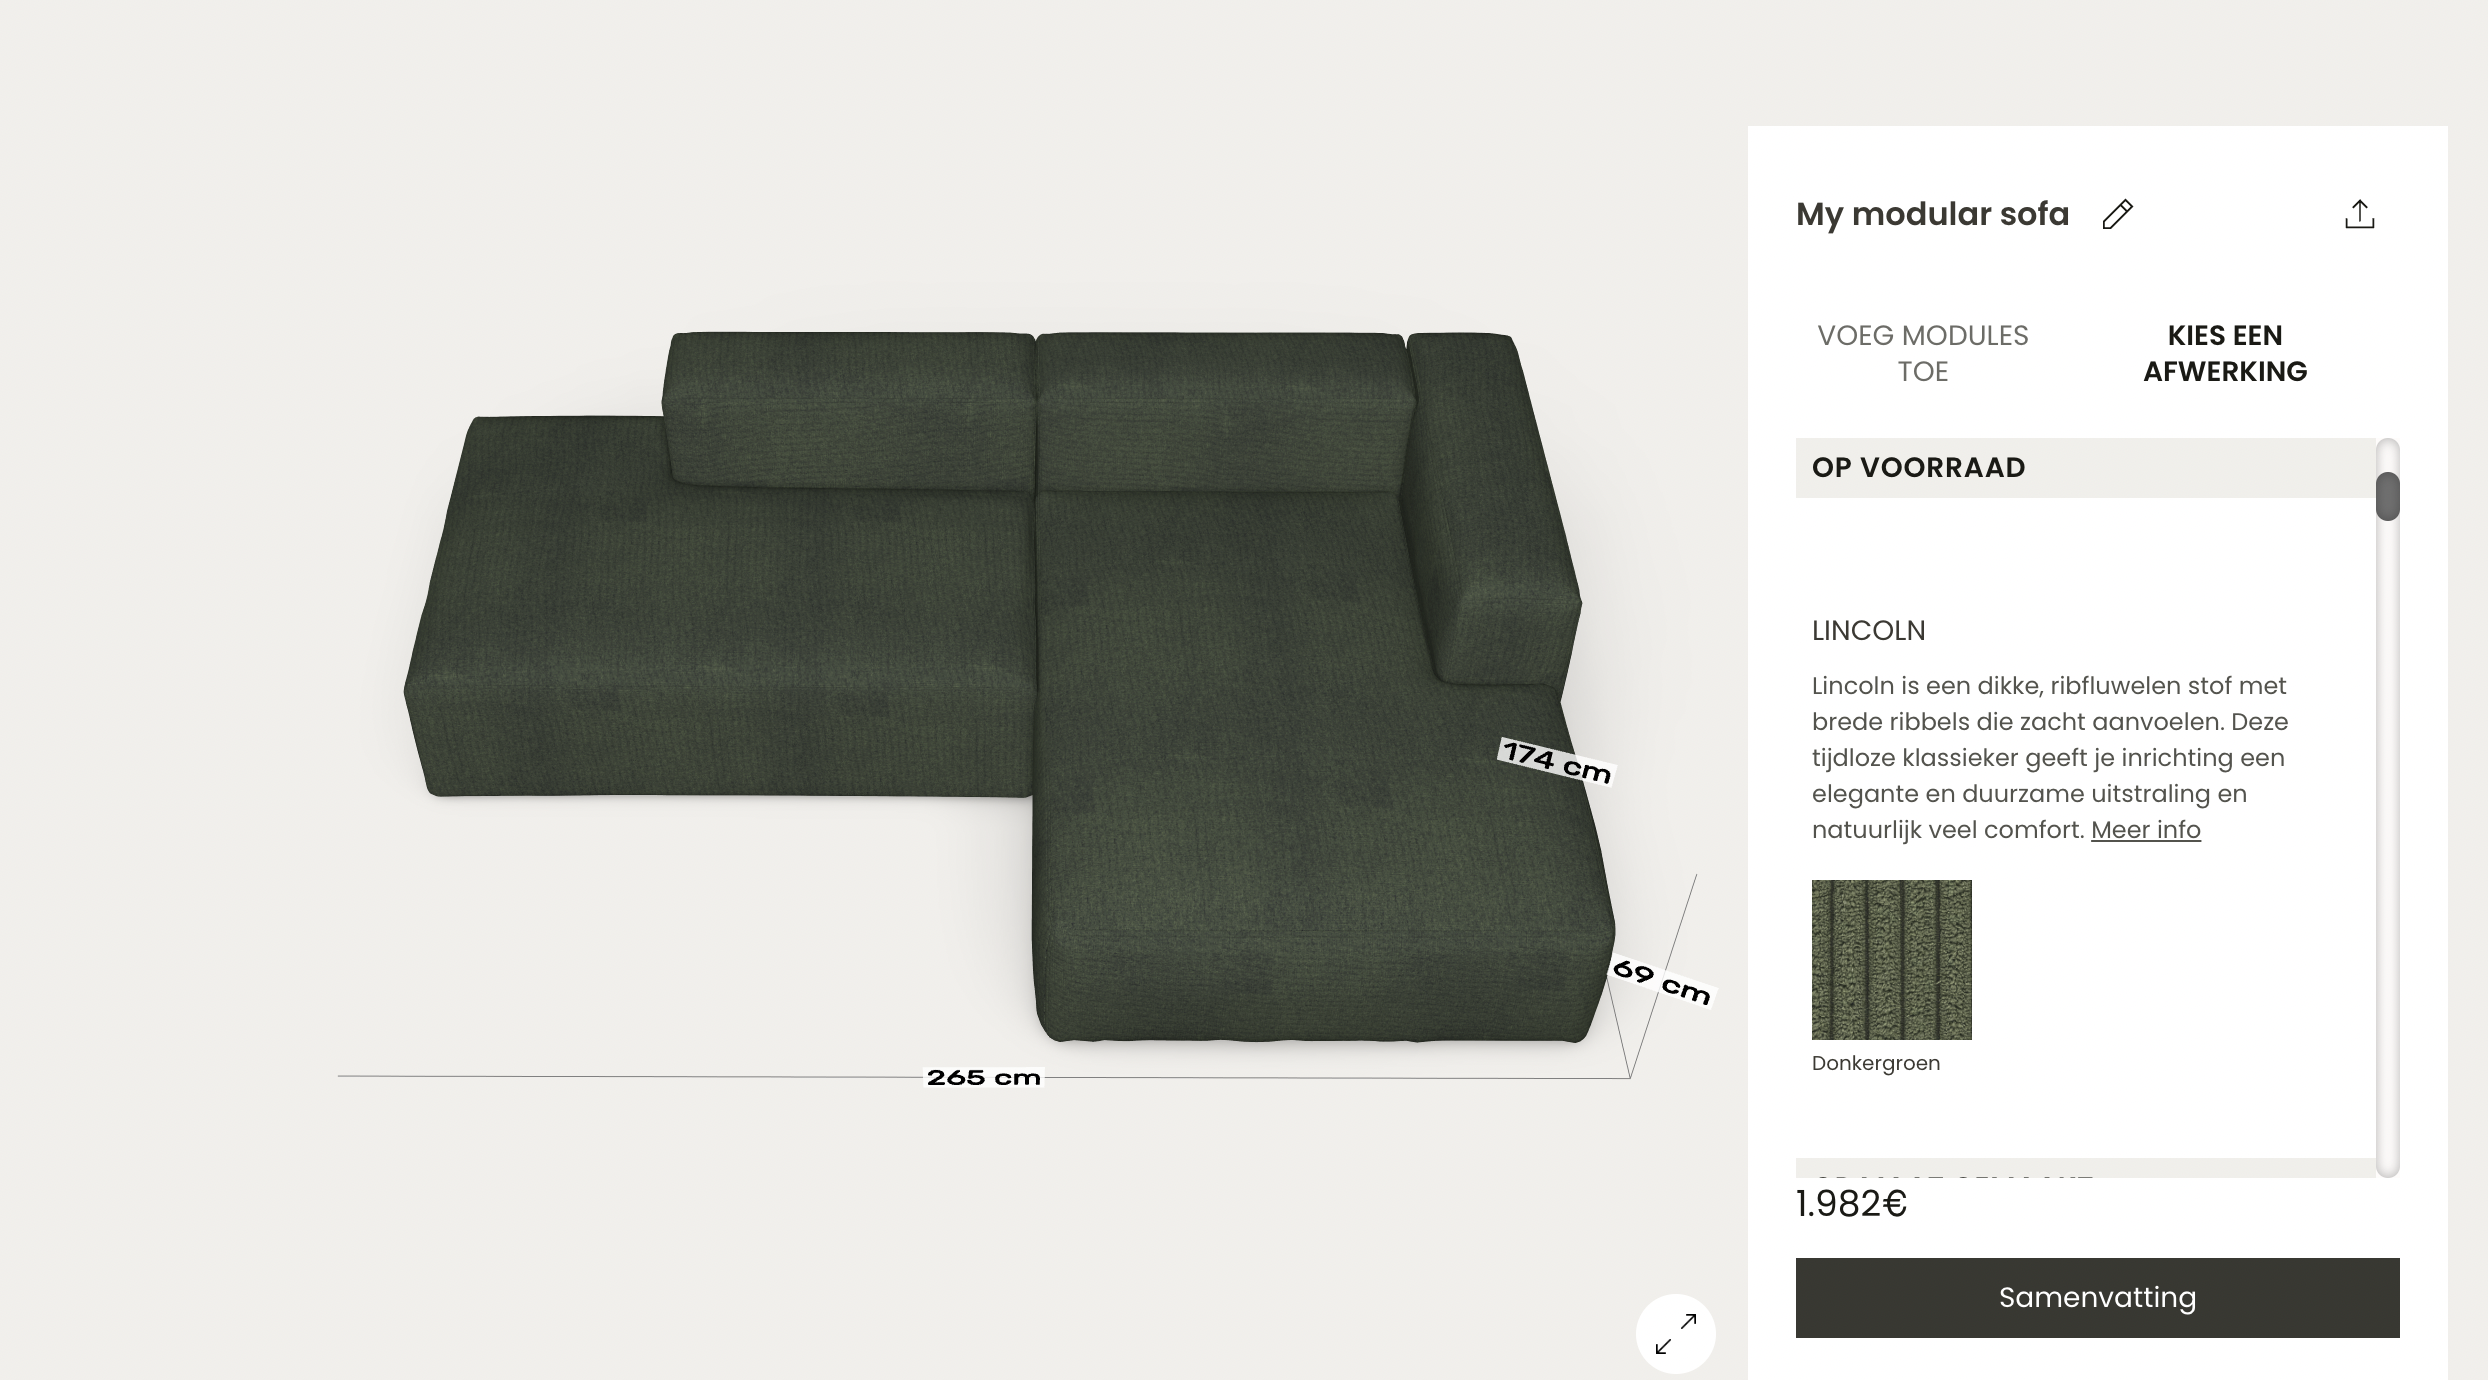 My modular sofa
VOEG MODULES
TOE
KIES EEN
AFWERKING
OP VOORRAAD
LINCOLN
Lincoln is een dikke, ribfluwelen stof met
brede ribbels die zacht aanvoelen. Deze
tijdloze klassieker geeft je inrichting een
elegante en duurzame uitstraling en
natuurlijk veel comfort. Meer info
Donkergroen
1.982€
Samenvatting
174 cm
69 cm
265 cm